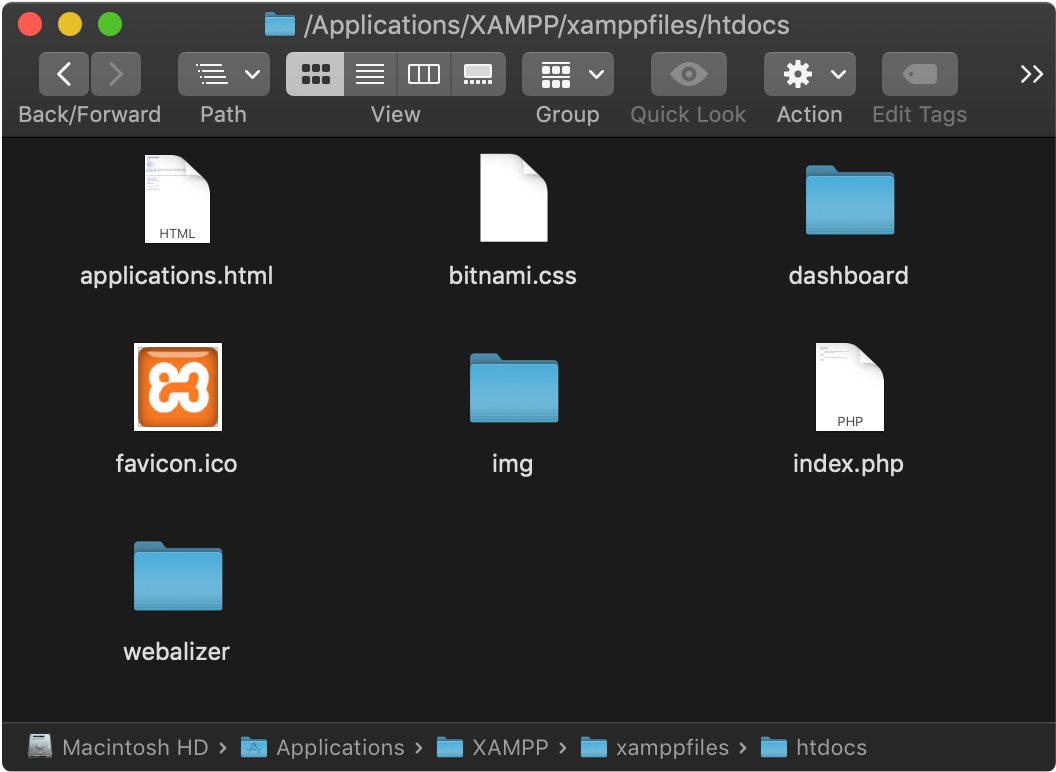 /Applications/XAMPP/xamppfiles/htdocs
Back/Forward Path View Group Quick Look Action Edit Tags
HTML
applications.html bitnami.css dashboard
PHP
favicon.ico img index.php
webalizer
Macintosh HD › Applications › XAMPP › xamppfiles › htdocs